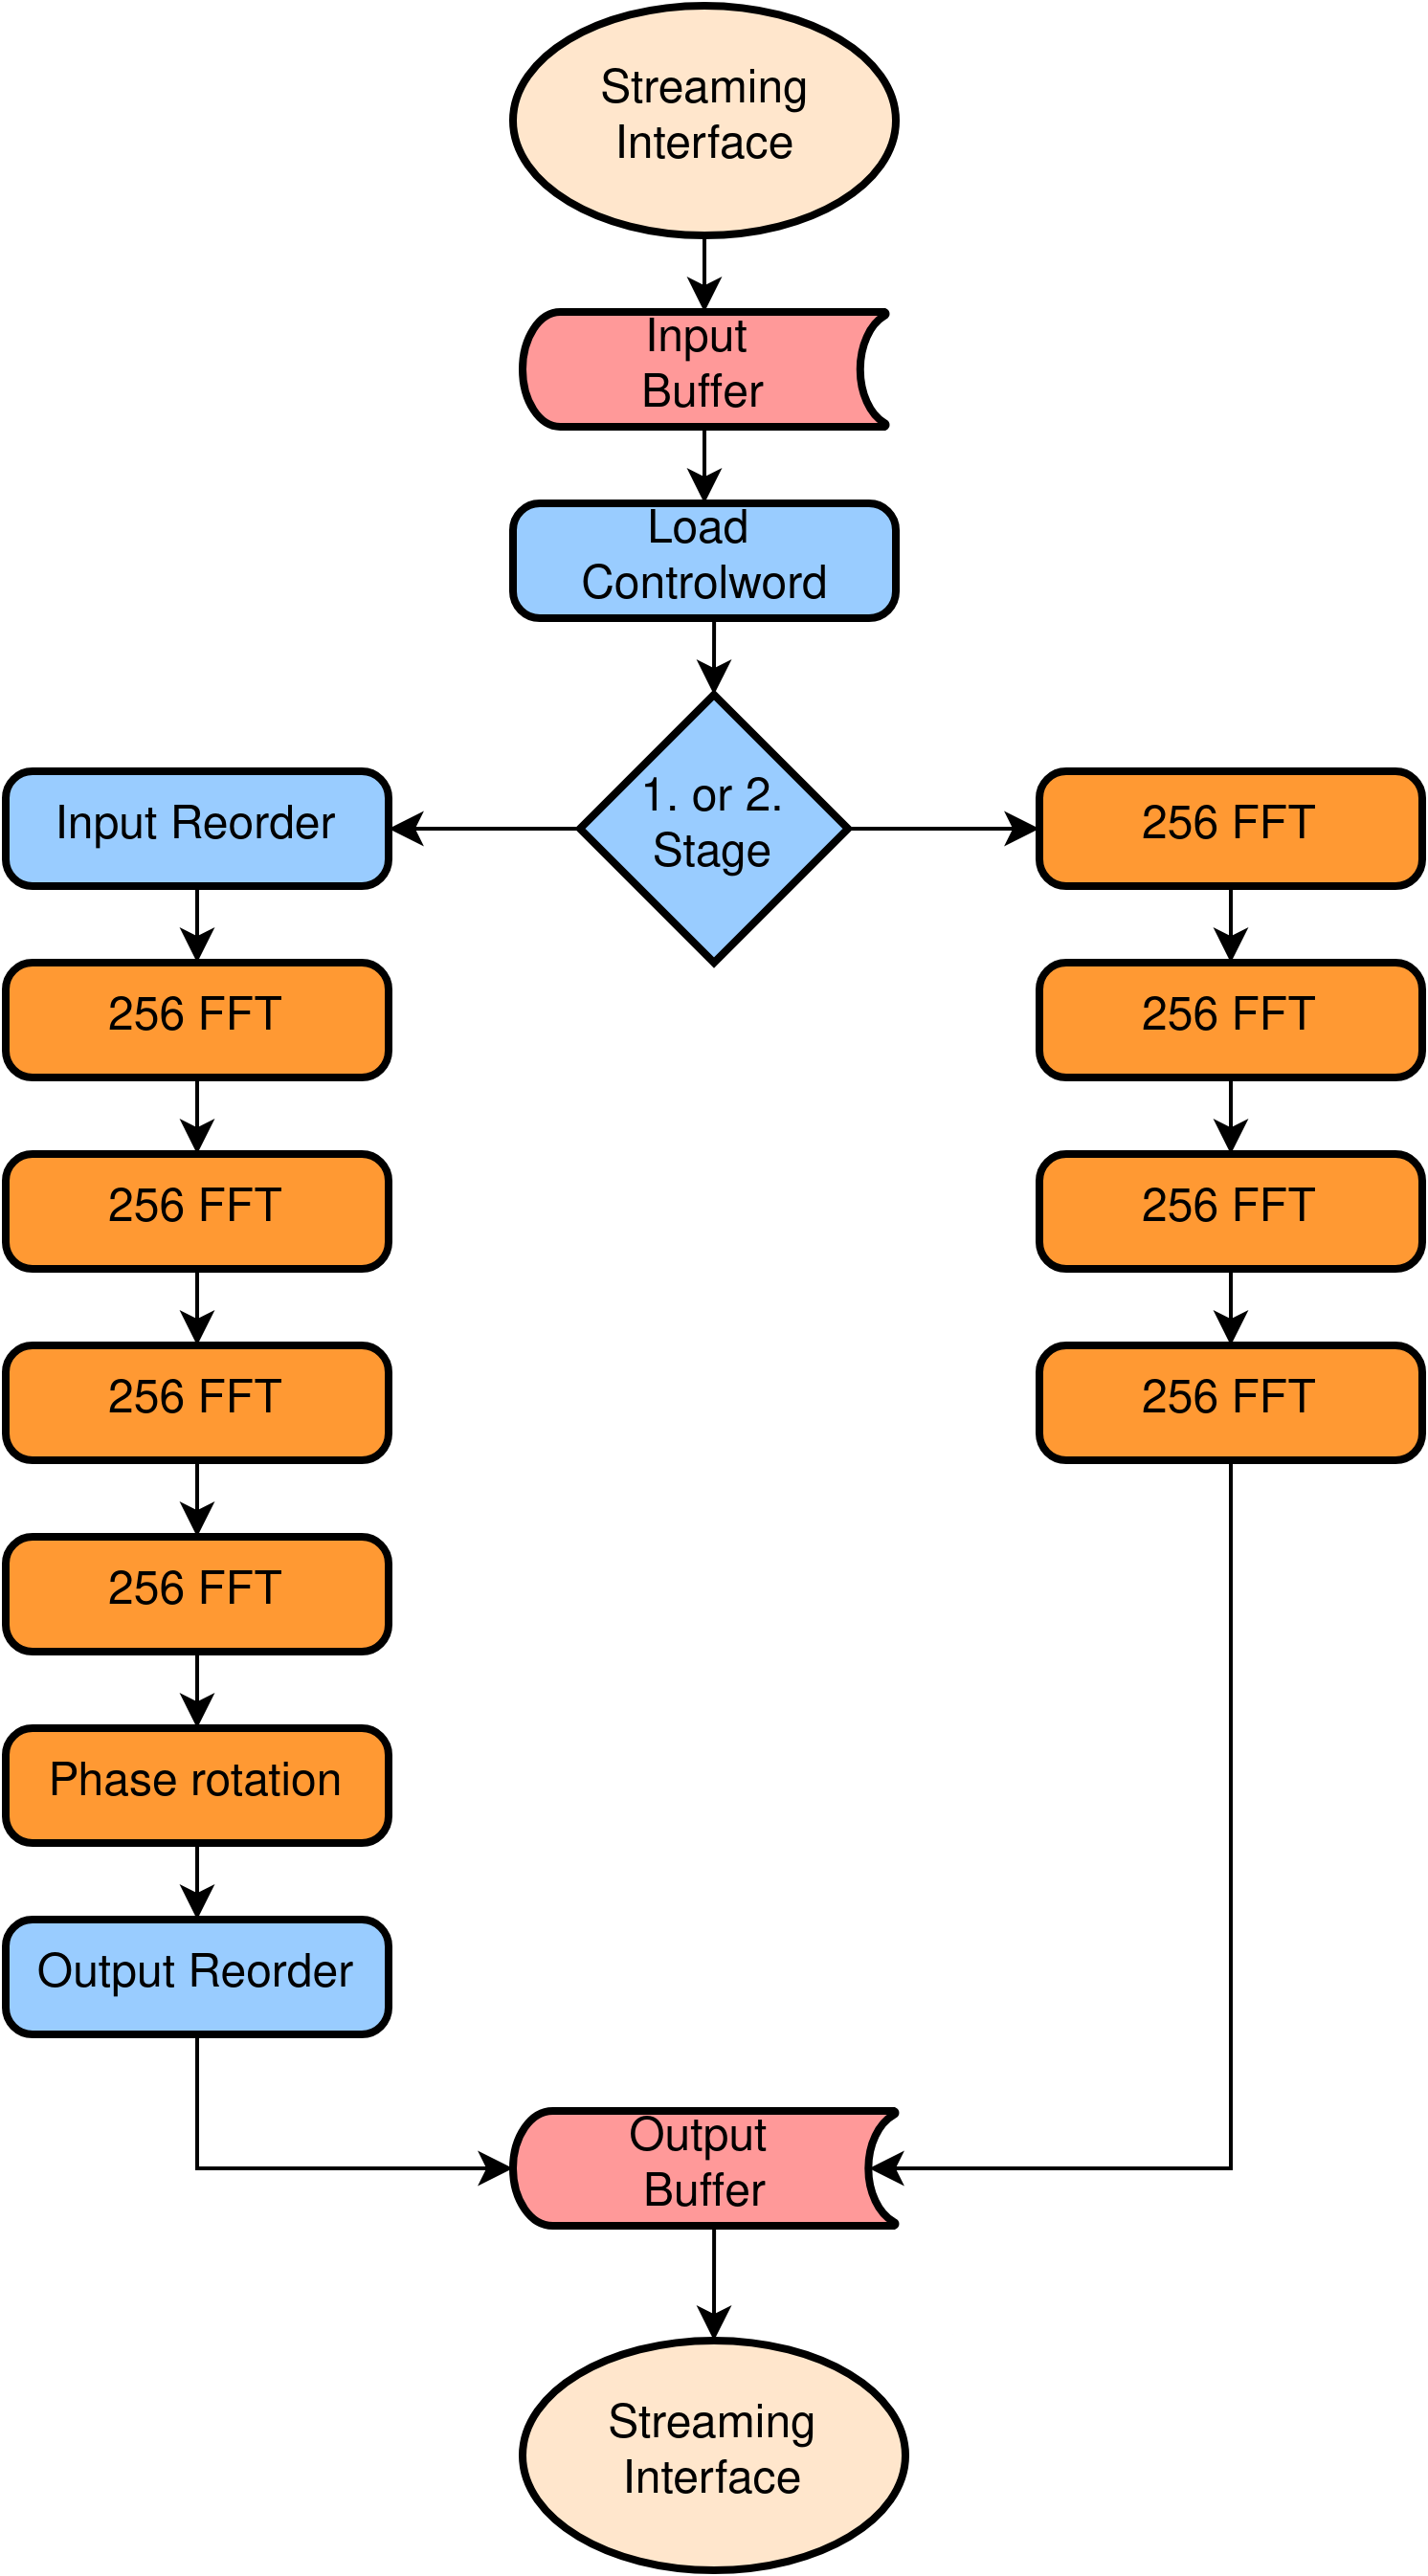 Streaming
Interface
Input
Buffer
Load
Controlword
1. or 2.
Stage
Input Reorder
256 FFT
256 FFT
256 FFT
256 FFT
Phase rotation
Output Reorder
256 FFT
256 FFT
256 FFT
256 FFT
Output
Buffer
Streaming
Interface